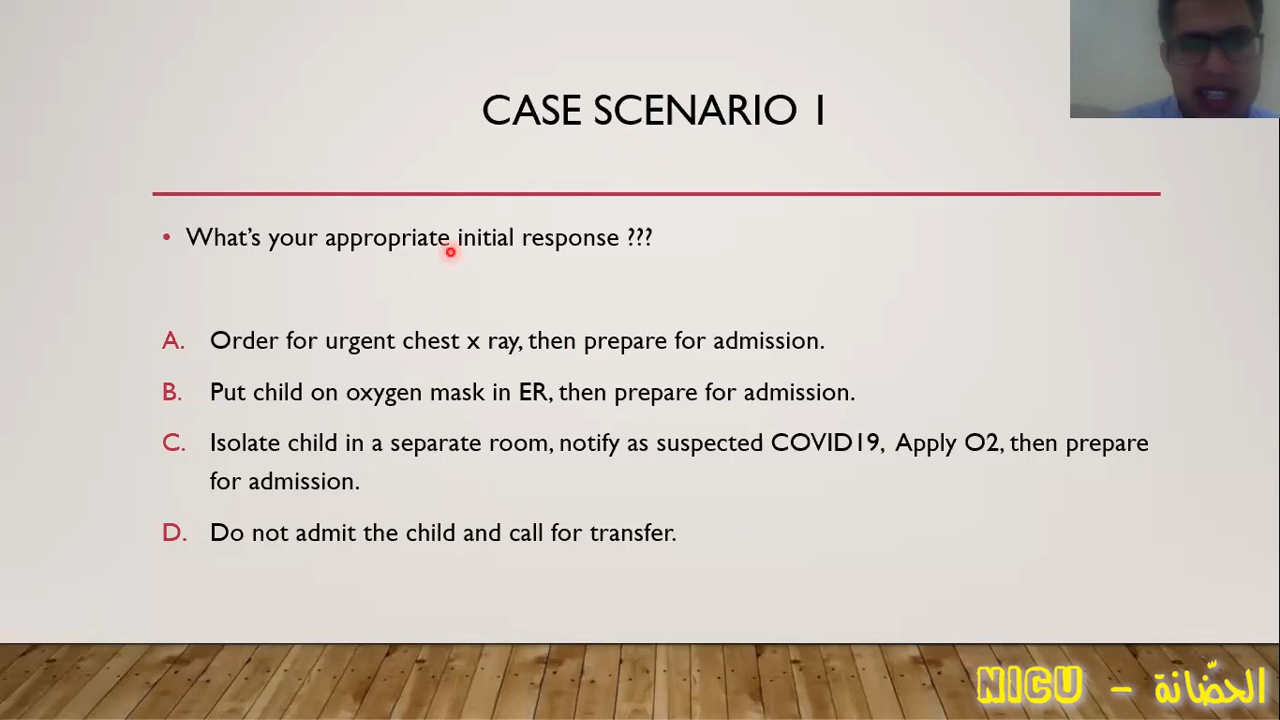 CASE SCENARIO 1
• What's your appropriate initial response ???
A. Order for urgent chest x ray, then prepare for admission.
B. Put child on oxygen mask in ER, then prepare for admission.
C. Isolate child in a separate room, notify as suspected COVID19, Apply O2, then prepare
for admission.
D. Do not admit the child and call for transfer.
NICU – الحضّانة